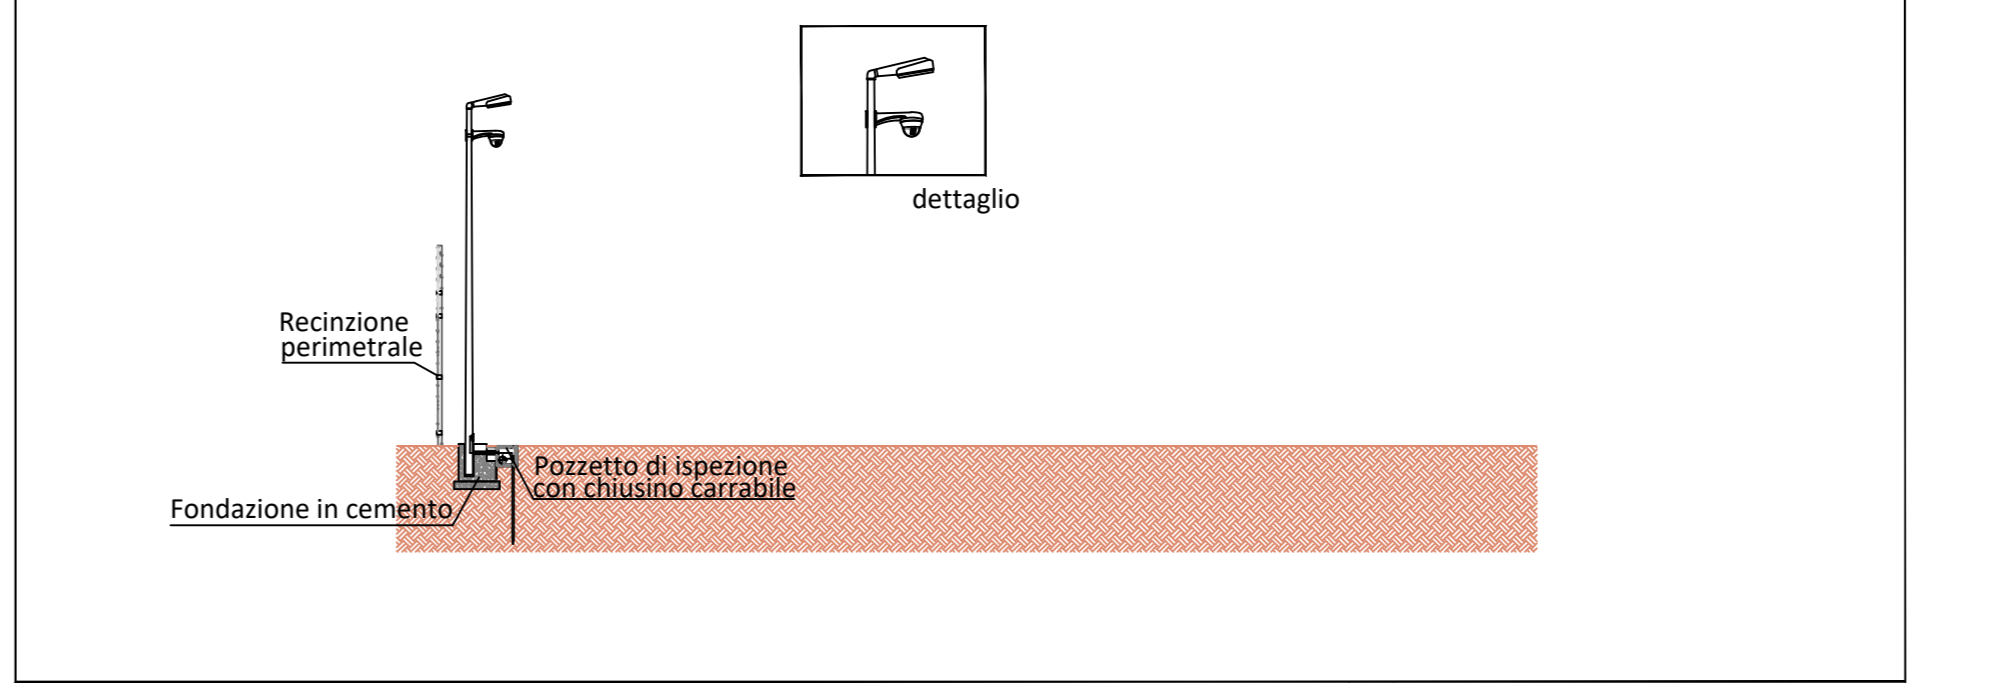 dettaglio
Recinzione
perimetrale
Pozzetto di ispezione
con chiusino carrabile
Fondazione in cemento